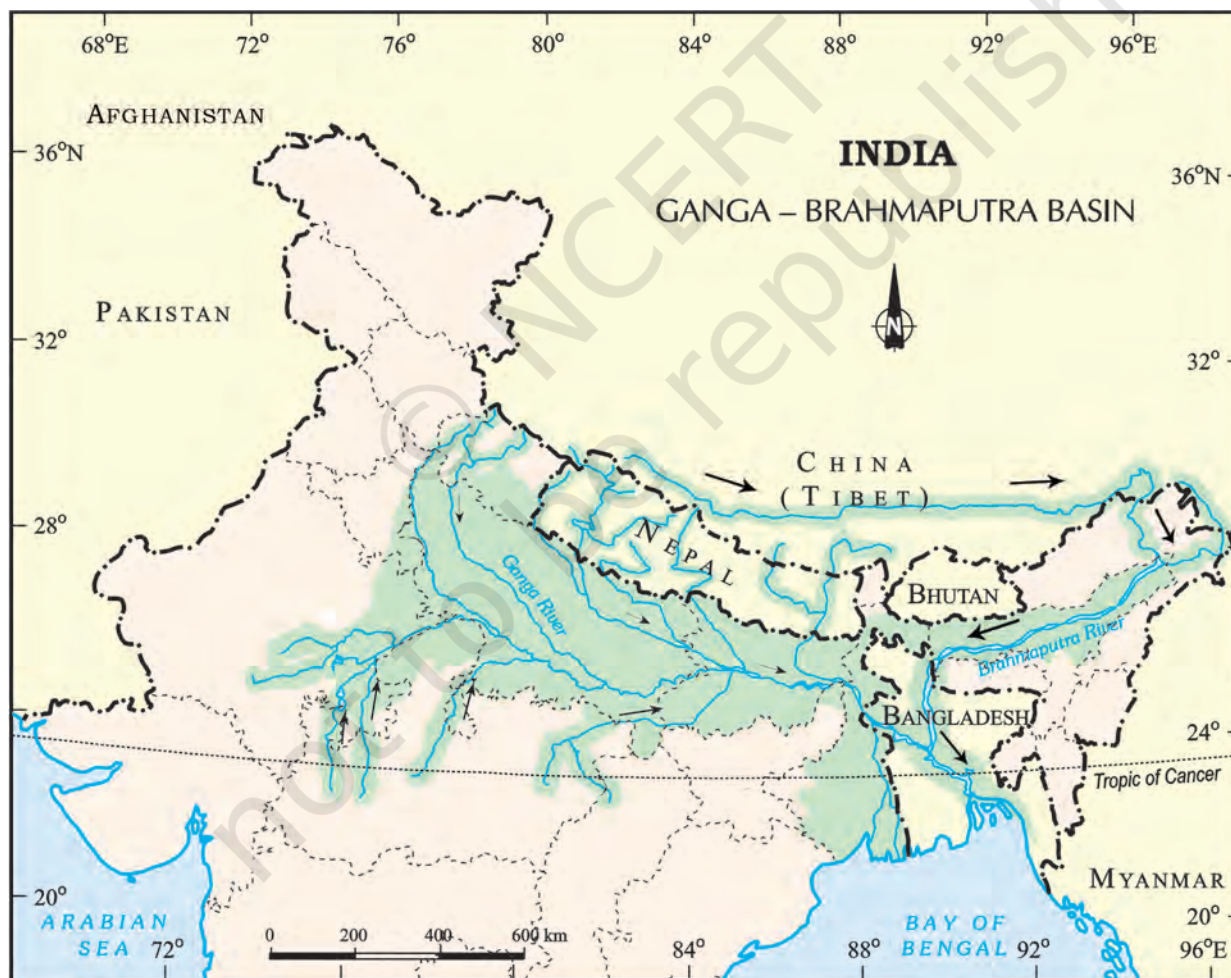 68°E 72° 76° 80° 84° 88° 92° 96°E
AFGHANISTAN
36°N
INDIA
36°N
GANGA – BRAHMAPUTRA BASIN
PAKISTAN
N
32°
32°
CHINA
(TIBET)
28°
NEPAL
BHUTAN
Ganga River
Brahmaputra River
BANGLADESH
24°
Tropic of Cancer
MYANMAR
20°
20°
ARABIAN
SEA
BAY OF
BENGAL
0 200 400 600 km
72° 84° 88° 92° 96°E
© NCERT
not to be republish